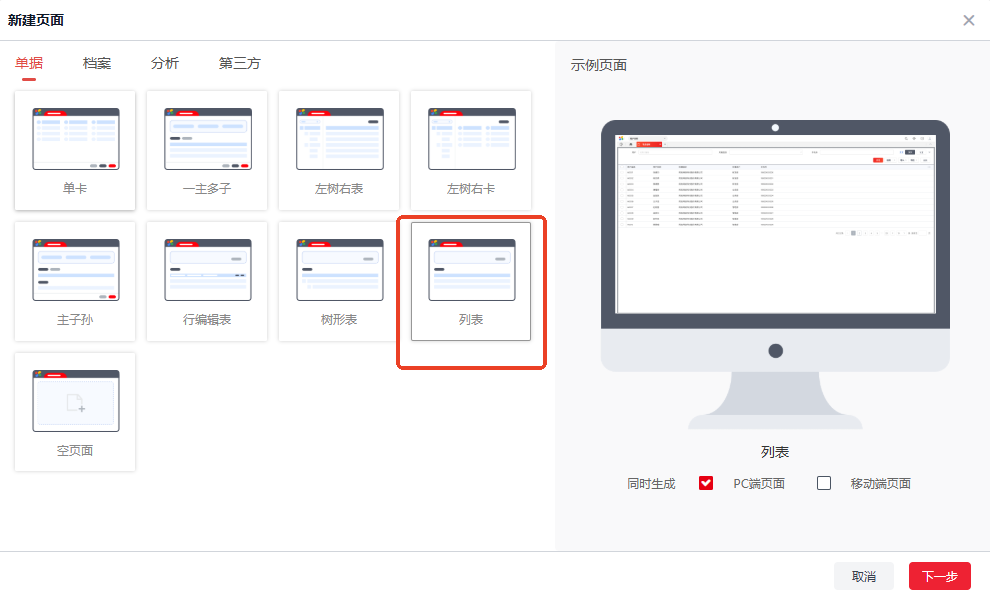 新建页面
单据 档案 分析 第三方
示例页面
单卡 一主多子 左树右表 左树右卡
主子孙 行编辑表 树形表 列表
空页面
列表
同时生成 PC端页面 移动端页面
取消 下一步